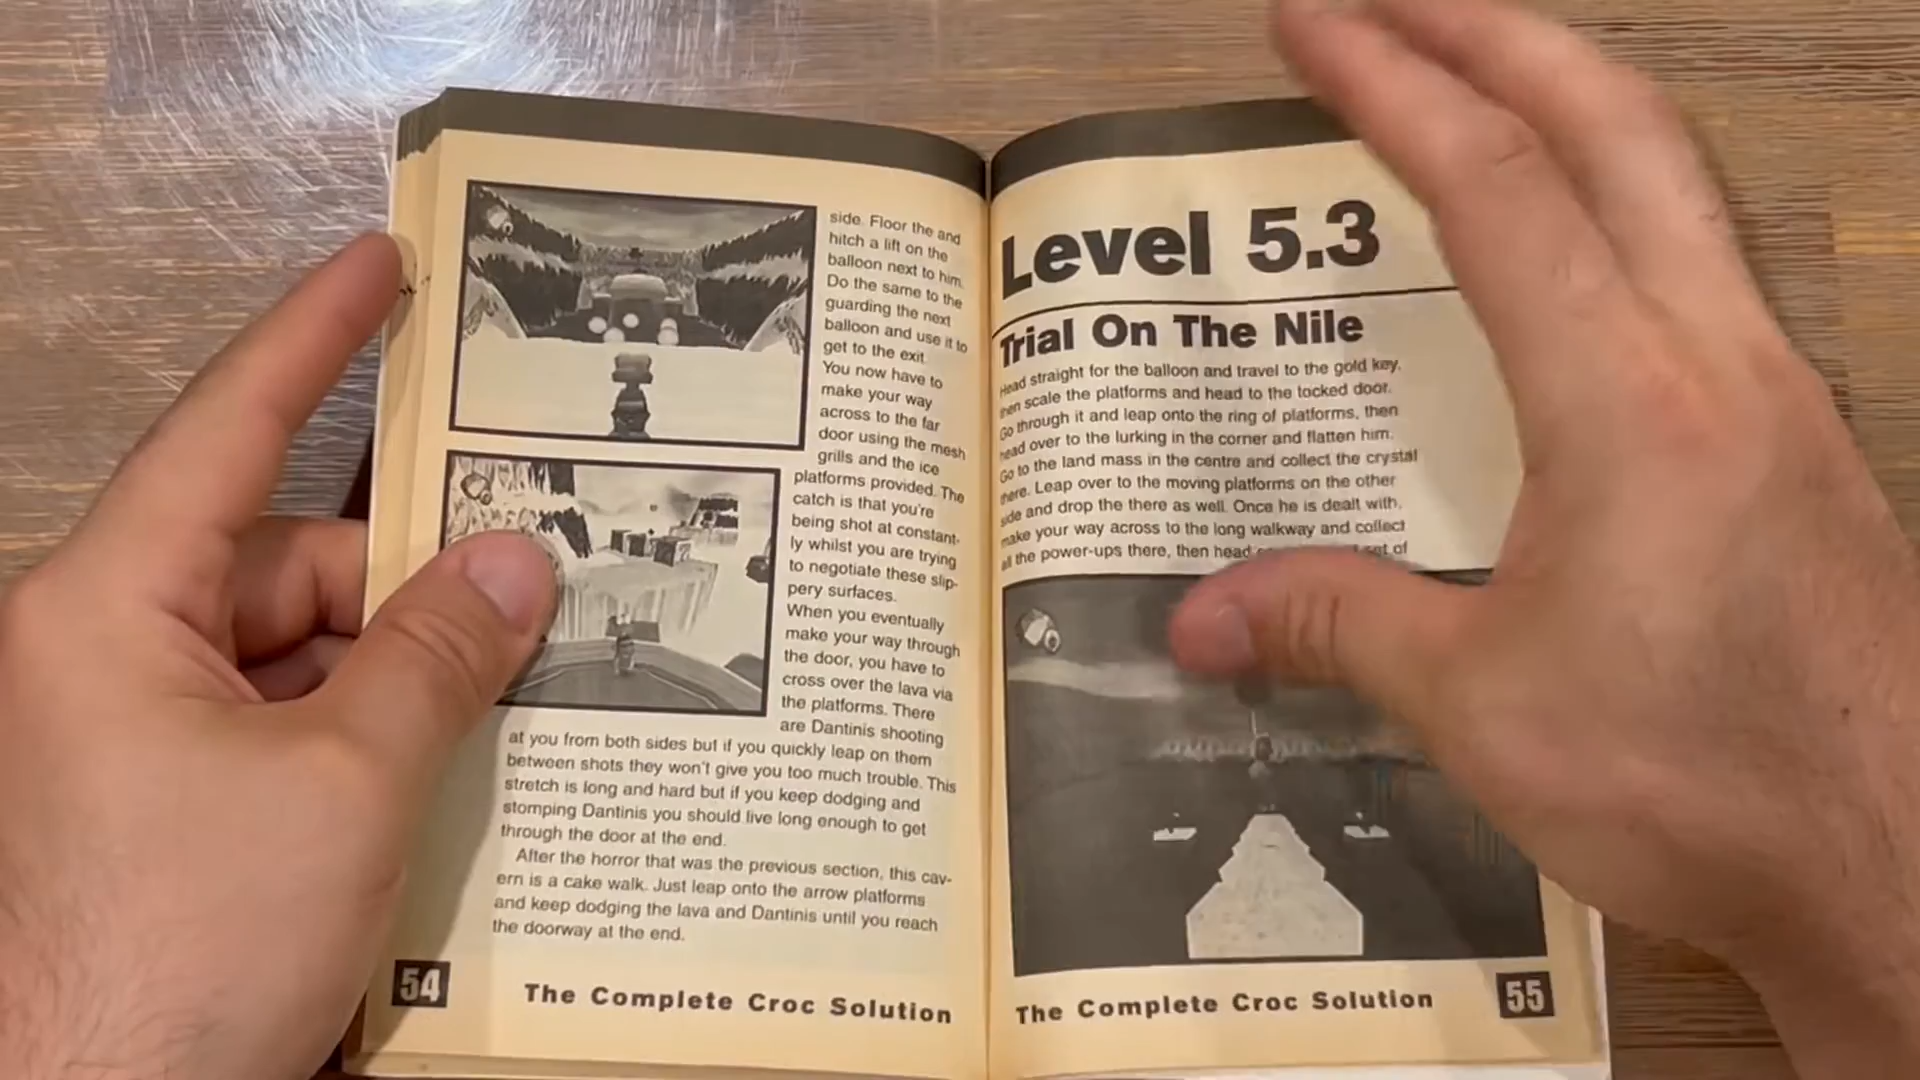 side. Floor the and
hitch a lift on the
balloon next to him.
Do the same to the
guarding the next
balloon and use it to
get to the exit.
You now have to
make your way
across to the far
door using the mesh
grills and the ice
platforms provided. The
catch is that you're
being shot at constant-
ly whilst you are trying
to negotiate these slip-
pery surfaces.
When you eventually
make your way through
the door, you have to
cross over the lava via
the platforms. There
are Dantinis shooting
at you from both sides but if you quickly leap on them
between shots they won't give you too much trouble. This
stretch is long and hard but if you keep dodging and
stomping Dantinis you should live long enough to get
through the door at the end.
After the horror that was the previous section, this cav-
ern is a cake walk. Just leap onto the arrow platforms
and keep dodging the lava and Dantinis until you reach
the doorway at the end.
54
The Complete Croc Solution
Level 5.3
Trial On The Nile
Head straight for the balloon and travel to the gold key,
then scale the platforms and head to the locked door.
Go through it and leap onto the ring of platforms, then
head over to the lurking in the corner and flatten him.
Go to the land mass in the centre and collect the crystal
there. Leap over to the moving platforms on the other
side and drop the there as well. Once he is dealt with,
make your way across to the long walkway and collect
all the power-ups there, then head set of
The Complete Croc Solution
55